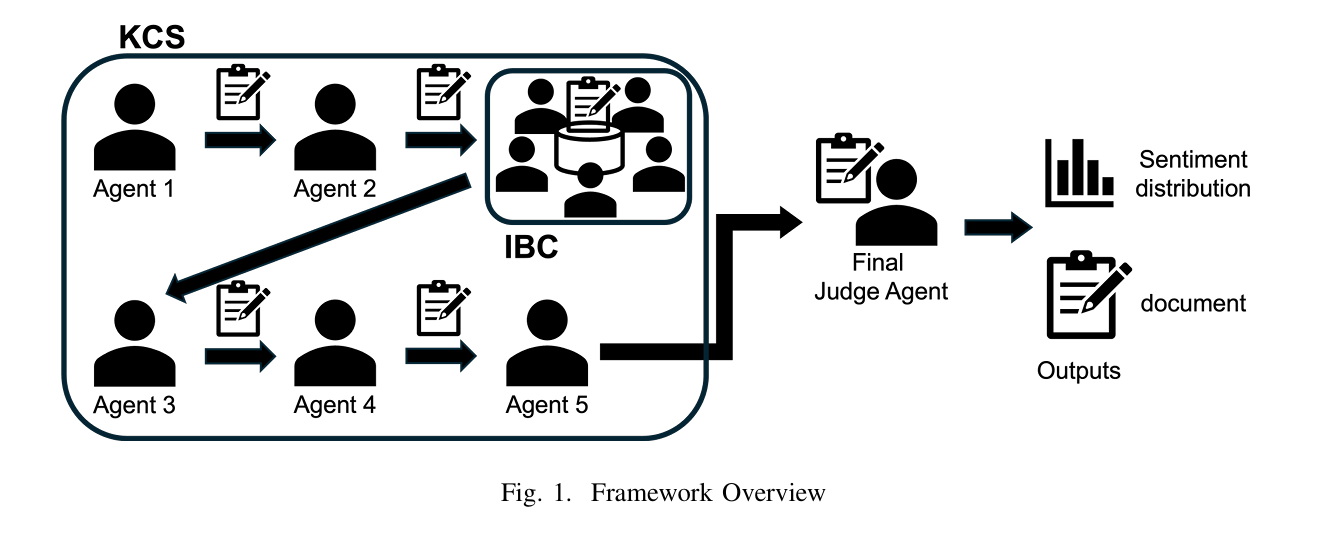 KCS
Agent 1
Agent 2
IBC
Agent 3
Agent 4
Agent 5
Final
Judge Agent
Sentiment
distribution
document
Outputs
Fig. 1. Framework Overview